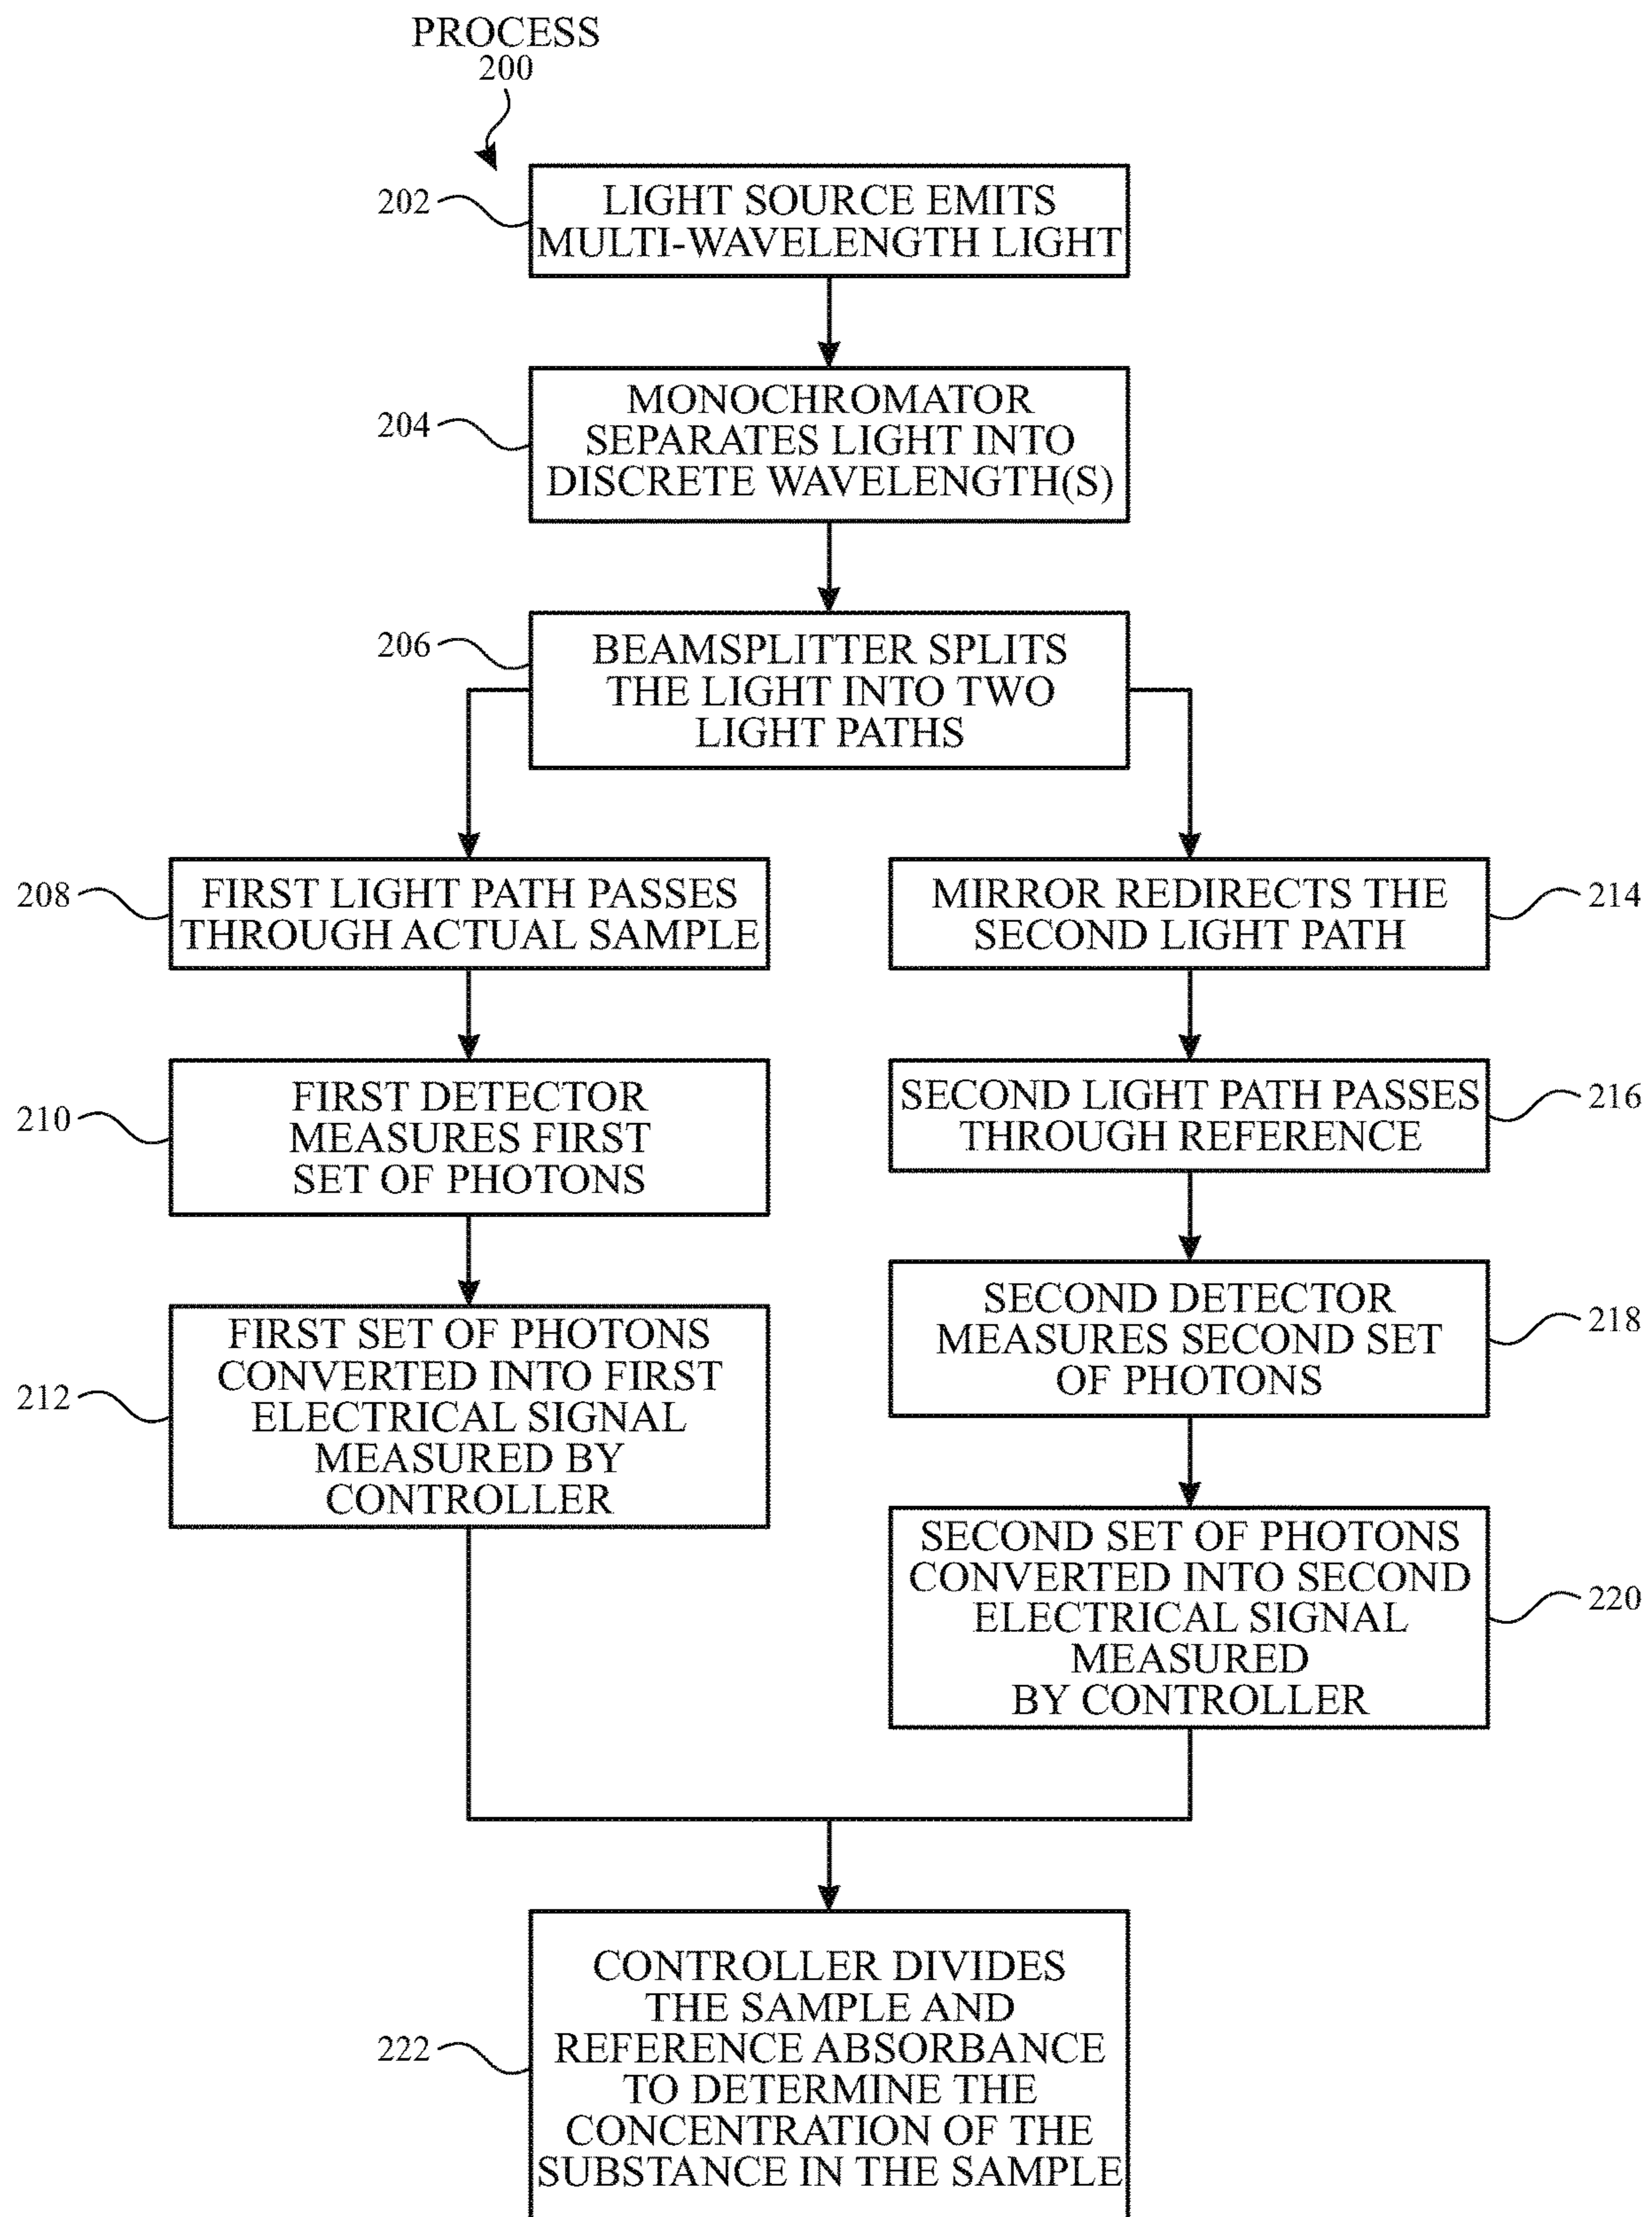 PROCESS
200
202
LIGHT SOURCE EMITS
MULTI-WAVELENGTH LIGHT
204
MONOCHROMATOR
SEPARATES LIGHT INTO
DISCRETE WAVELENGTH(S)
206
BEAMSPLITTER SPLITS
THE LIGHT INTO TWO
LIGHT PATHS
208
FIRST LIGHT PATH PASSES
THROUGH ACTUAL SAMPLE
210
FIRST DETECTOR
MEASURES FIRST
SET OF PHOTONS
212
FIRST SET OF PHOTONS
CONVERTED INTO FIRST
ELECTRICAL SIGNAL
MEASURED BY
CONTROLLER
MIRROR REDIRECTS THE
SECOND LIGHT PATH
214
SECOND LIGHT PATH PASSES
THROUGH REFERENCE
216
SECOND DETECTOR
MEASURES SECOND SET
OF PHOTONS
218
SECOND SET OF PHOTONS
CONVERTED INTO SECOND
ELECTRICAL SIGNAL
MEASURED
BY CONTROLLER
220
222
CONTROLLER DIVIDES
THE SAMPLE AND
REFERENCE ABSORBANCE
TO DETERMINE THE
CONCENTRATION OF THE
SUBSTANCE IN THE SAMPLE